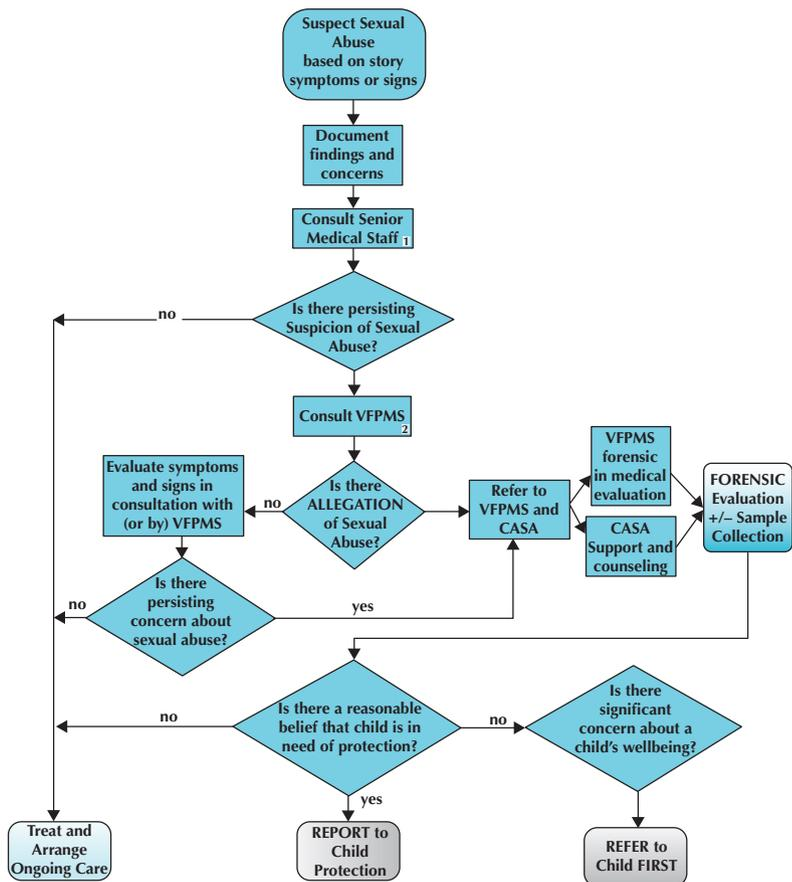 Suspect Sexual
Abuse
based on story
symptoms or signs
Document
findings and
concerns
Consult Senior
Medical Staff 1
Is there persisting
Suspicion of Sexual
Abuse?
no
Consult VFPMS
2
Is there
ALLEGATION
of Sexual
Abuse?
no
Evaluate symptoms
and signs in
consultation with
(or by) VFPMS
Refer to
VFPMS and
CASA
VFPMS
forensic
in medical
evaluation
CASA
Support and
counseling
FORENSIC
Evaluation
+/– Sample
Collection
Is there
persisting
concern about
sexual abuse?
no
yes
Is there a reasonable
belief that child is in
need of protection?
no
no
yes
Is there
significant
concern about a
child's wellbeing?
Treat and
Arrange
Ongoing Care
REPORT to
Child
Protection
REFER to
Child FIRST